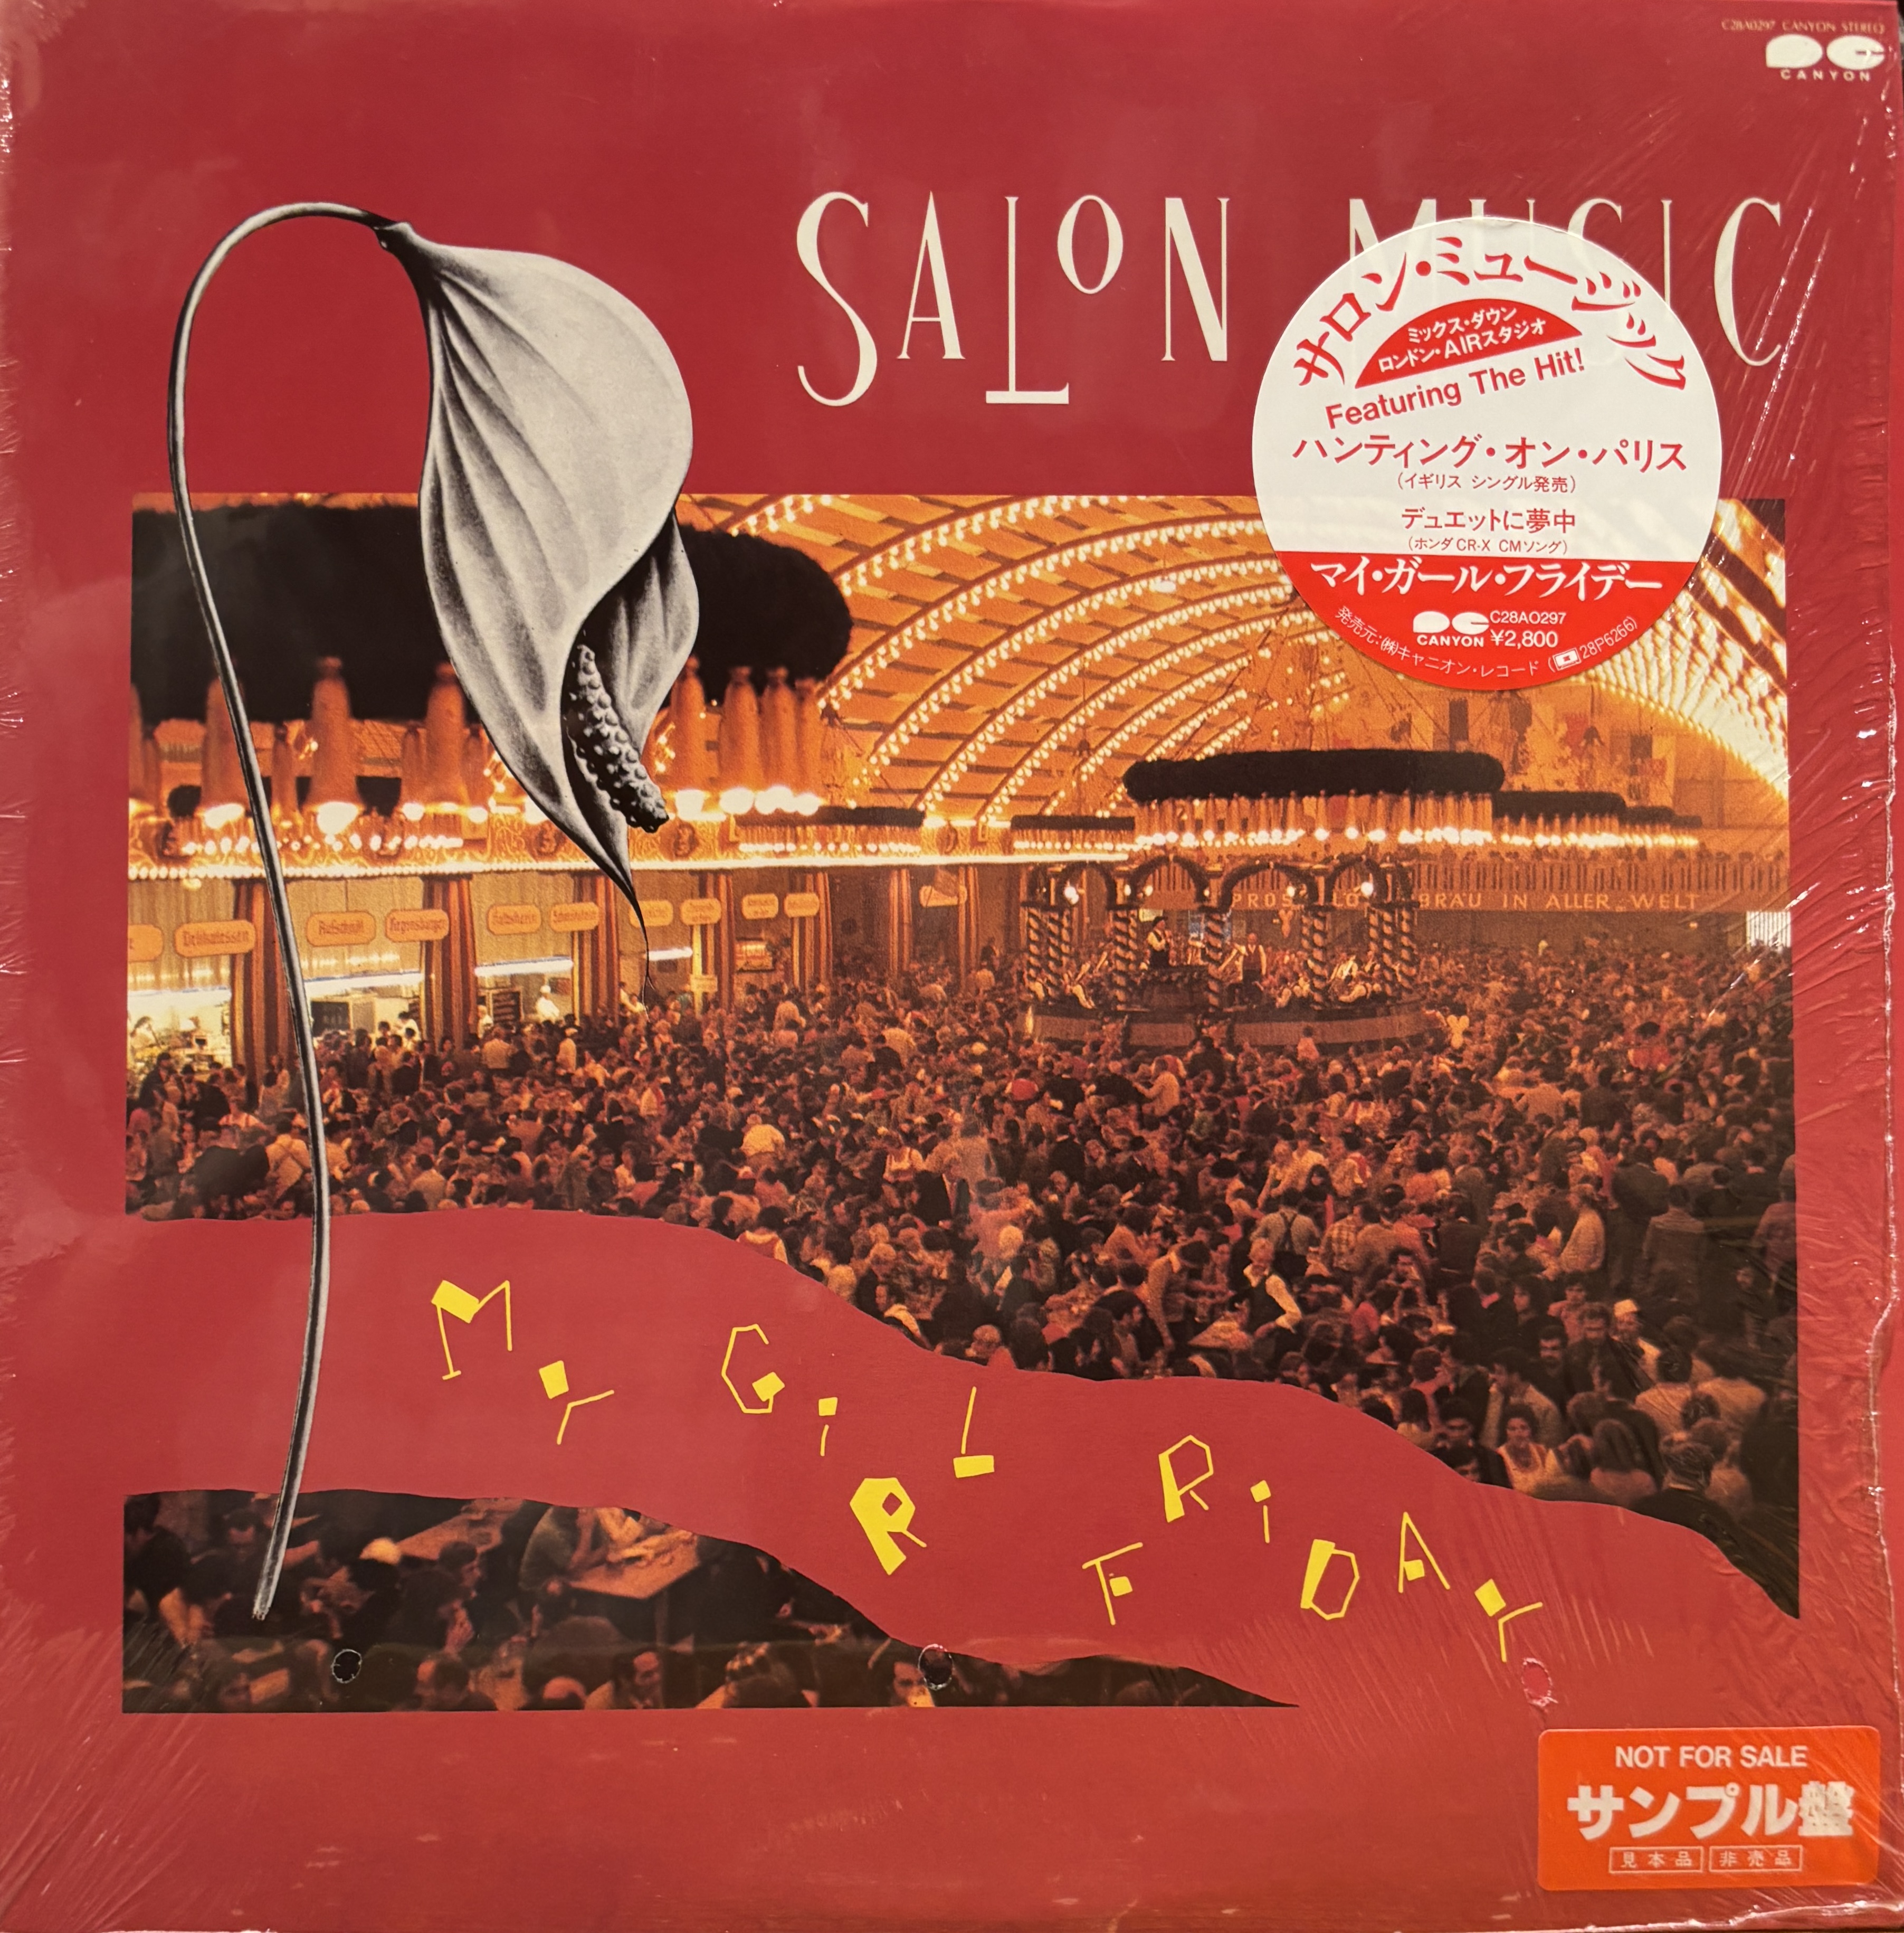 C28A0297 CANYON STEREO
CANYON
SALON MUSIC
サロン・ミュージック
ミックス・ダウン
ロンドン・AIRスタジオ
Featuring The Hit!
ハンティング・オン・パリス
(イギリス シングル発売)
デュエットに夢中
(ホンダ CR-X CMソング)
マイ・ガール・フライデー
CANYON C28A0297
¥2,800
発売元:㈱キャニオン・レコード (28P6266)
Delikatessen
Aufschnitt
Regensburger
BRÄU IN ALLER WELT
MY GiRL FRiDAY
NOT FOR SALE
サンプル盤
見本品 非売品